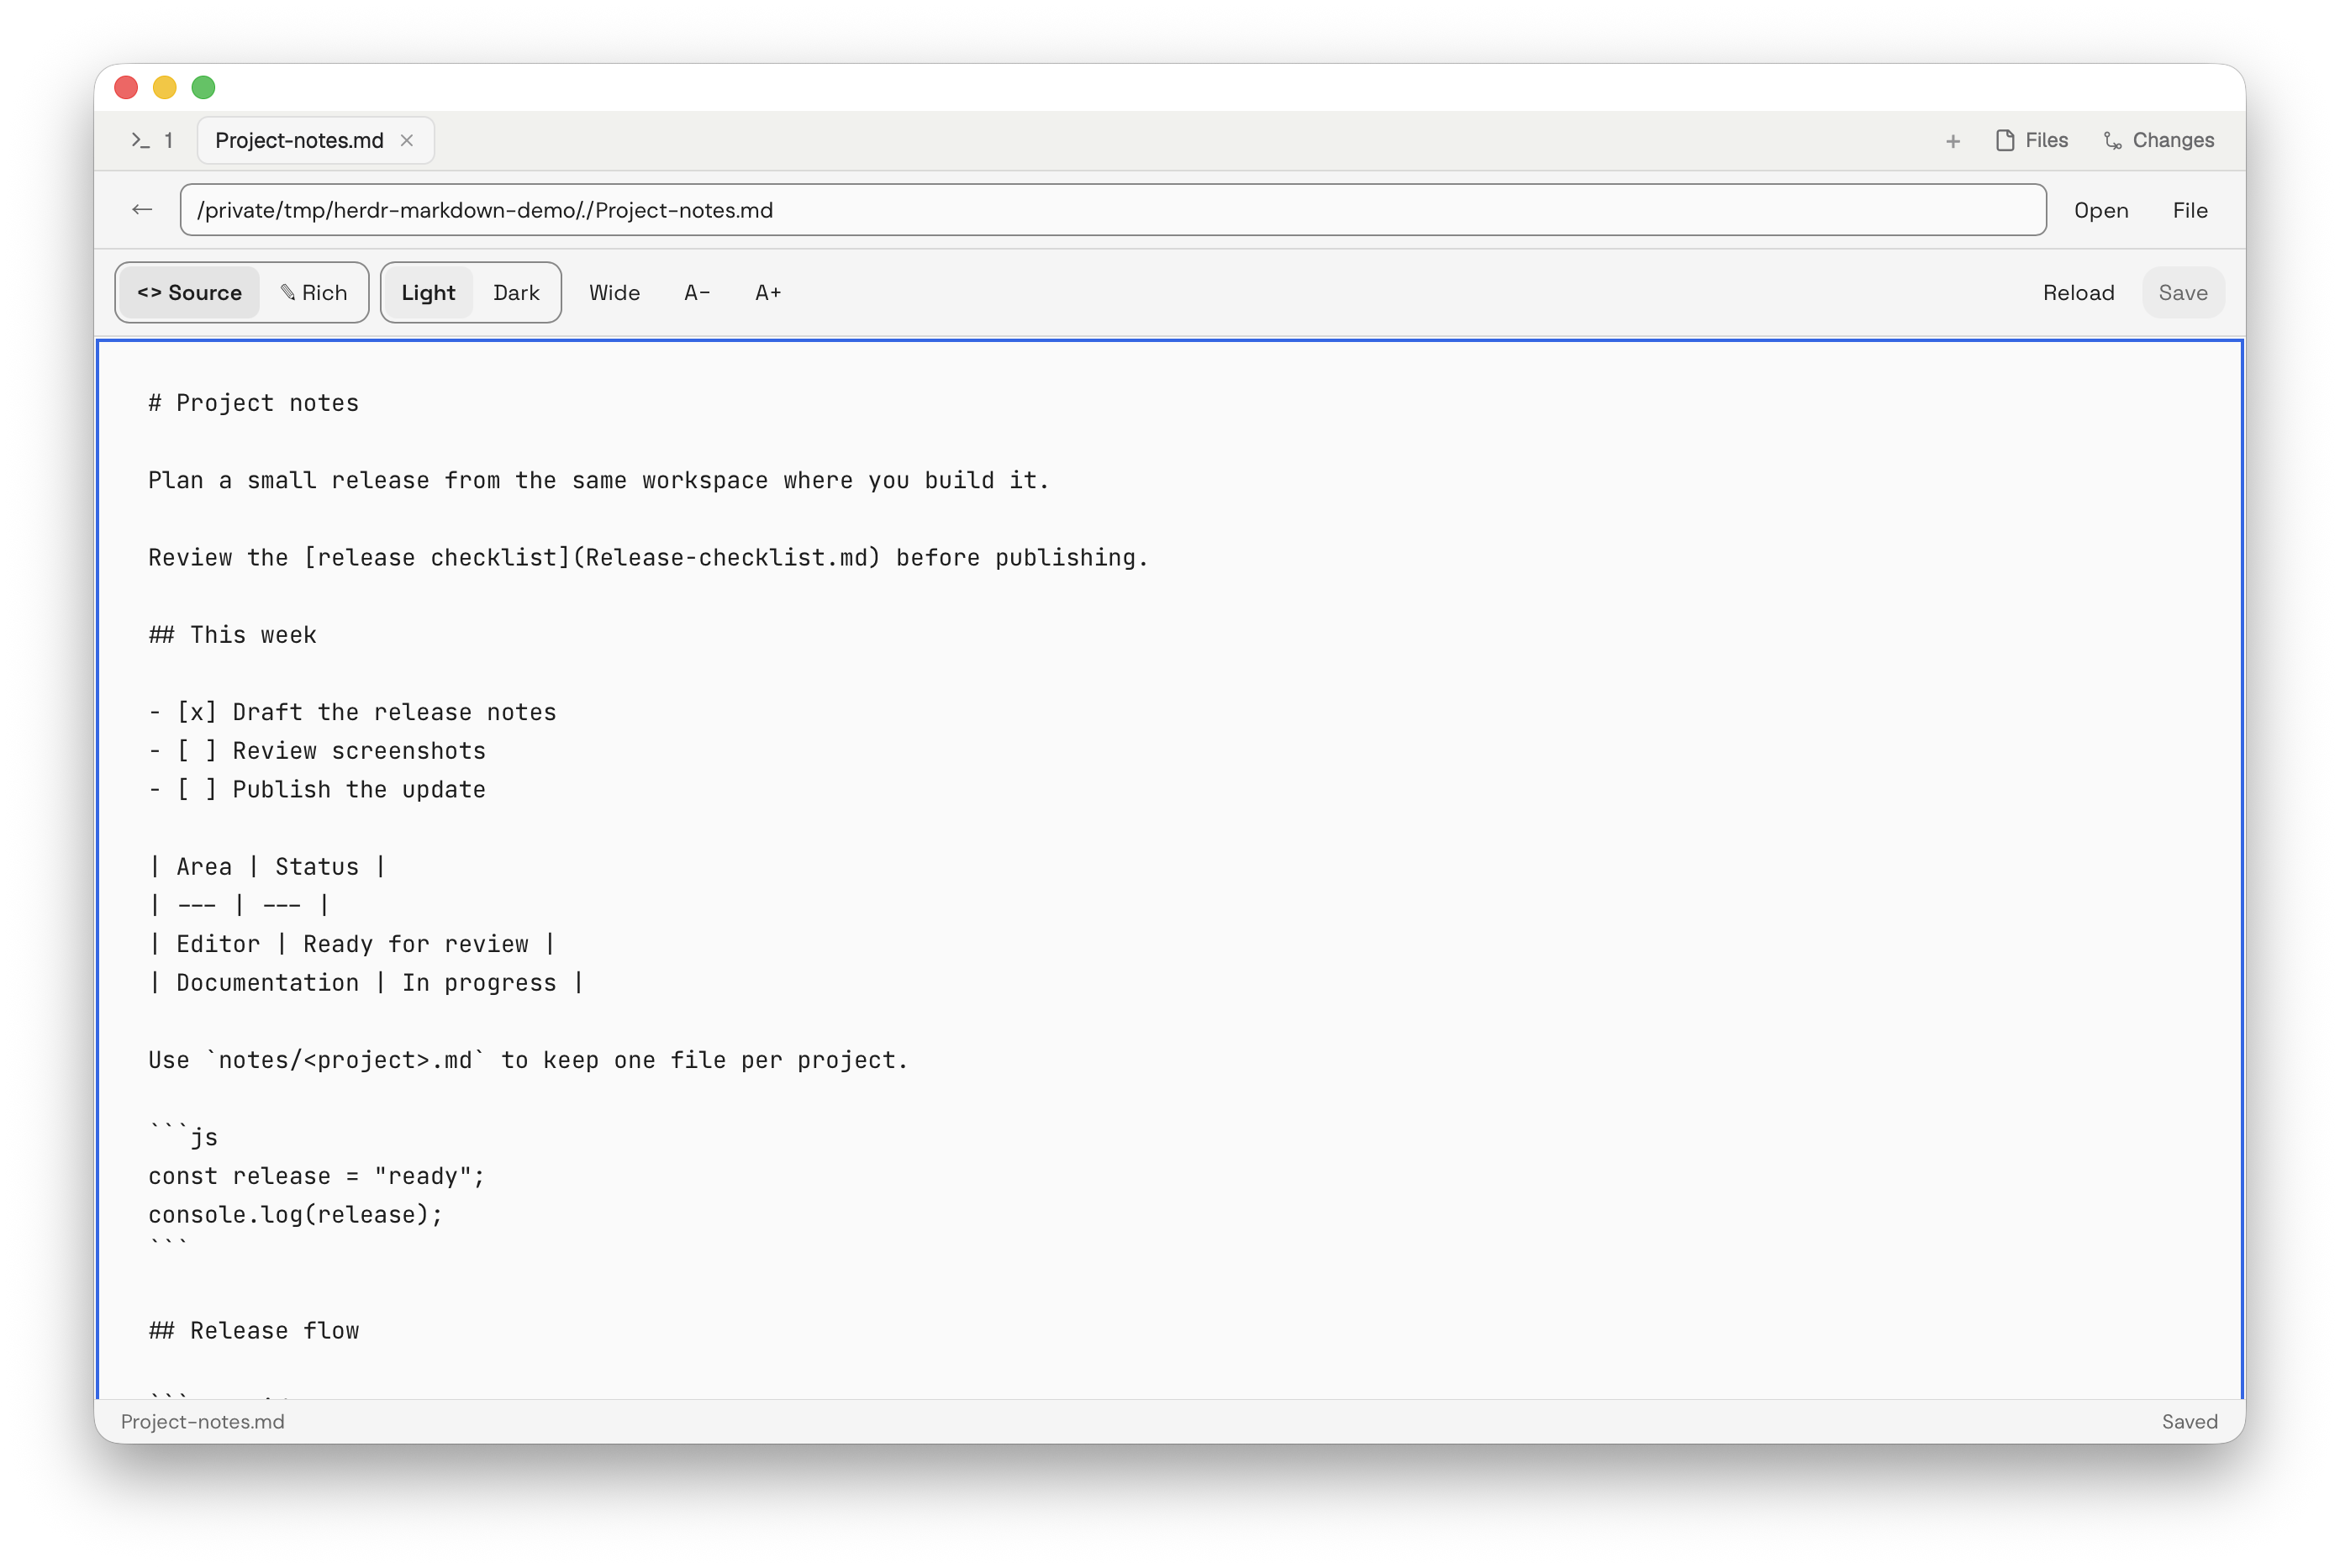 >_ 1 Project-notes.md × + Files Changes
← /private/tmp/herdr-markdown-demo/./Project-notes.md Open File
<> Source ✎ Rich Light Dark Wide A- A+ Reload Save
# Project notes
Plan a small release from the same workspace where you build it.
Review the [release checklist](Release-checklist.md) before publishing.
## This week
- [x] Draft the release notes
- [ ] Review screenshots
- [ ] Publish the update
| Area | Status |
| --- | --- |
| Editor | Ready for review |
| Documentation | In progress |
Use `notes/<project>.md` to keep one file per project.
```js
const release = "ready";
console.log(release);
```
## Release flow
Project-notes.md Saved